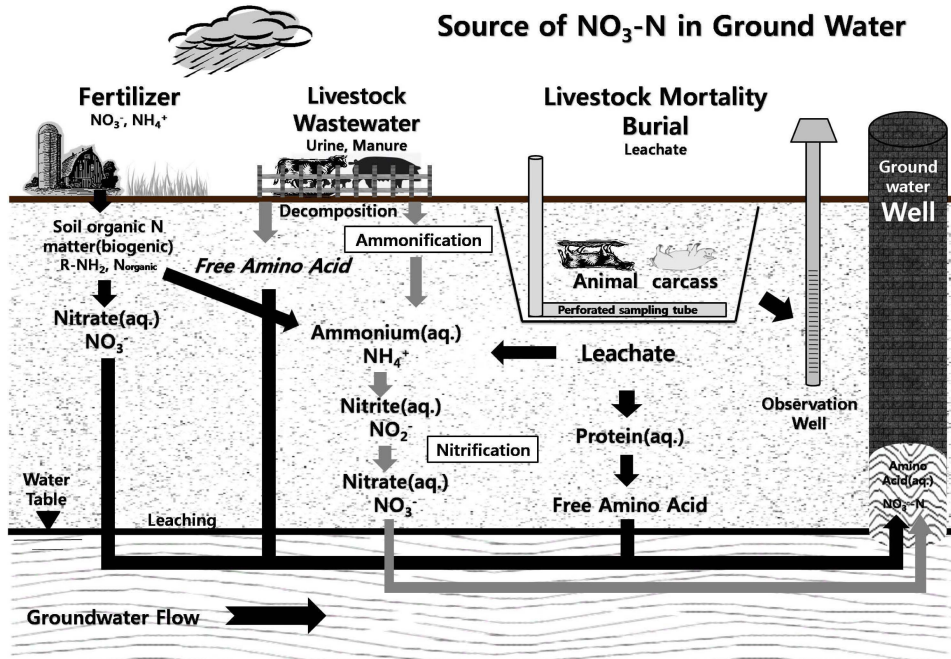 Source of NO₃-N in Ground Water
Fertilizer
NO₃⁻, NH₄⁺
Livestock
Wastewater
Urine, Manure
Livestock Mortality
Burial
Leachate
Ground
water
Well
Soil organic N
matter(biogenic)
R-NH₂, Norganic
Nitrate(aq.)
NO₃⁻
Decomposition
Ammonification
Free Amino Acid
Ammonium(aq.)
NH₄⁺
Nitrite(aq.)
NO₂⁻
Nitrification
Nitrate(aq.)
NO₃⁻
Animal carcass
Perforated sampling tube
Leachate
Protein(aq.)
Free Amino Acid
Observation
Well
Amino
Acid(aq.)
NO₃⁻-N
Water
Table
Leaching
Groundwater Flow